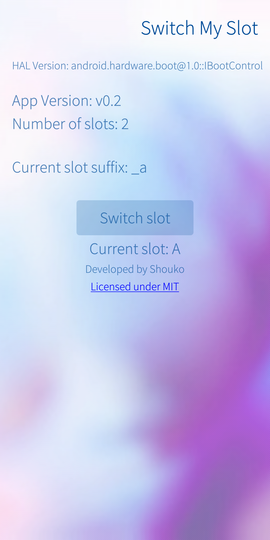 Switch My Slot
HAL Version: android.hardware.boot@1.0::IBootControl
App Version: v0.2
Number of slots: 2
Current slot suffix: _a
Switch slot
Current slot: A
Developed by Shouko
Licensed under MIT